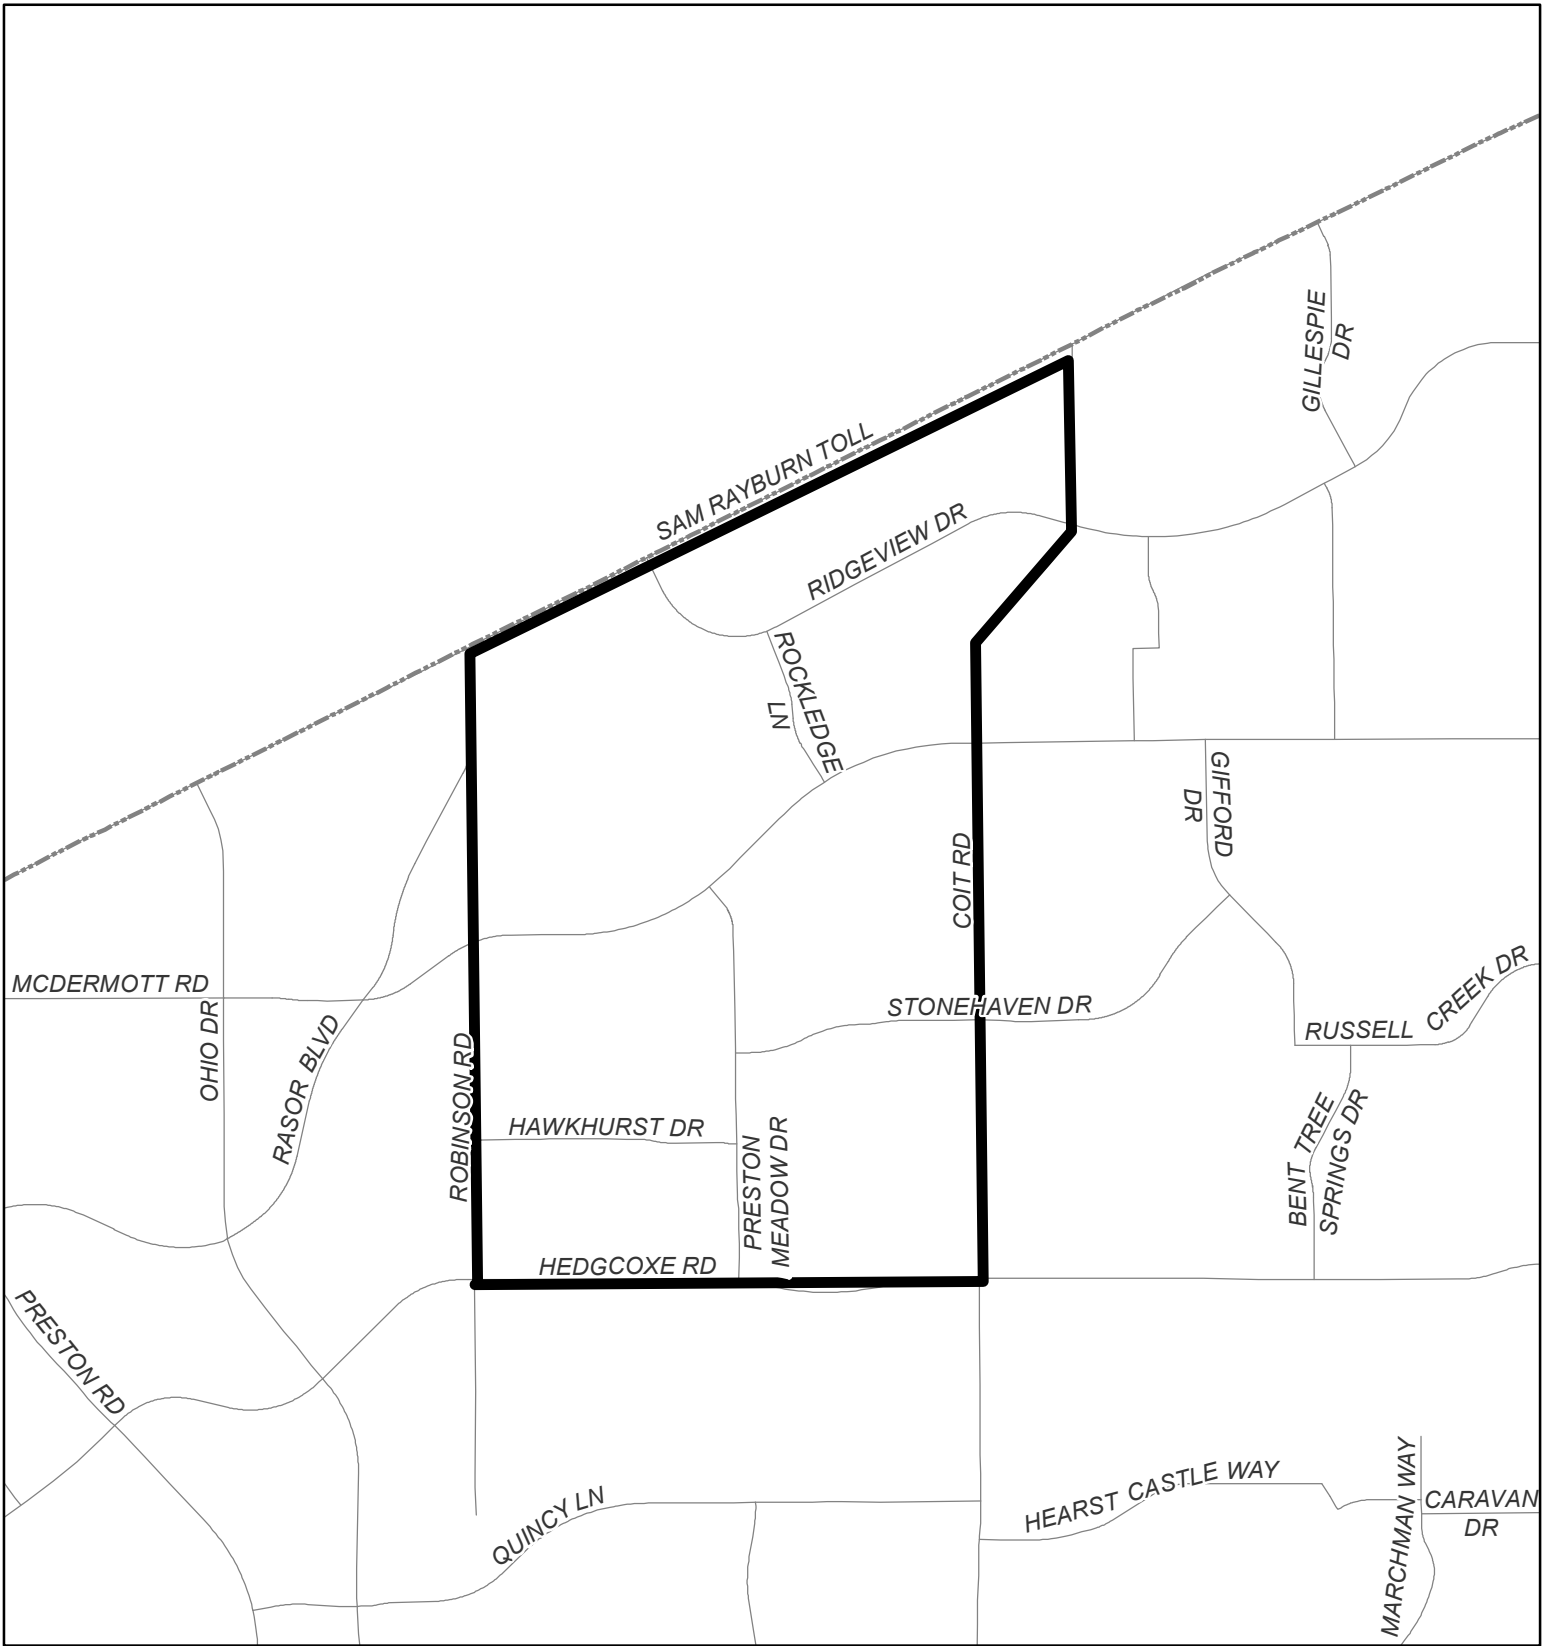 GILLESPIE
DR
SAM RAYBURN TOLL
RIDGEVIEW DR
ROCKLEDGE
LN
GIFFORD
DR
COIT RD
MCDERMOTT RD
OHIO DR
RASOR BLVD
ROBINSON RD
STONEHAVEN DR
RUSSELL CREEK DR
HAWKHURST DR
PRESTON
MEADOW DR
BENT TREE
SPRINGS DR
HEDGCOXE RD
PRESTON RD
QUINCY LN
HEARST CASTLE WAY
MARCHMAN WAY
CARAVAN
DR